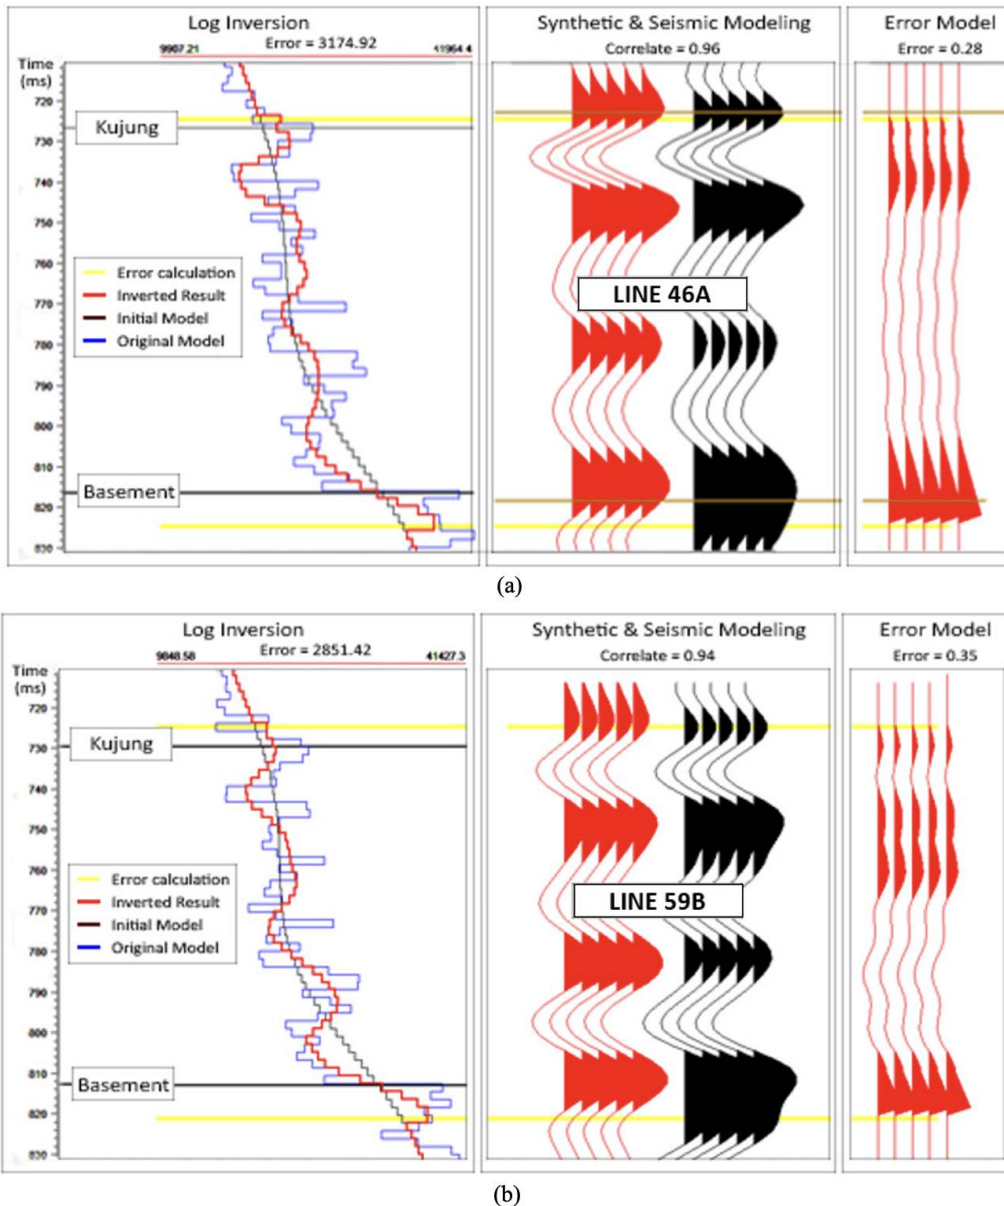 Log Inversion
Error = 3174.92
9907.21
41964.4
Time
(ms)
720
Kujung
730
740
750
760
770
780
790
800
810
Basement
820
830
Error calculation
Inverted Result
Initial Model
Original Model
Synthetic & Seismic Modeling
Correlate = 0.96
LINE 46A
Error Model
Error = 0.28
(a)
Log Inversion
Error = 2851.42
9848.58
41427.3
Time
(ms)
720
730
Kujung
740
750
760
770
780
790
800
810
Basement
820
830
Error calculation
Inverted Result
Initial Model
Original Model
Synthetic & Seismic Modeling
Correlate = 0.94
LINE 59B
Error Model
Error = 0.35
(b)